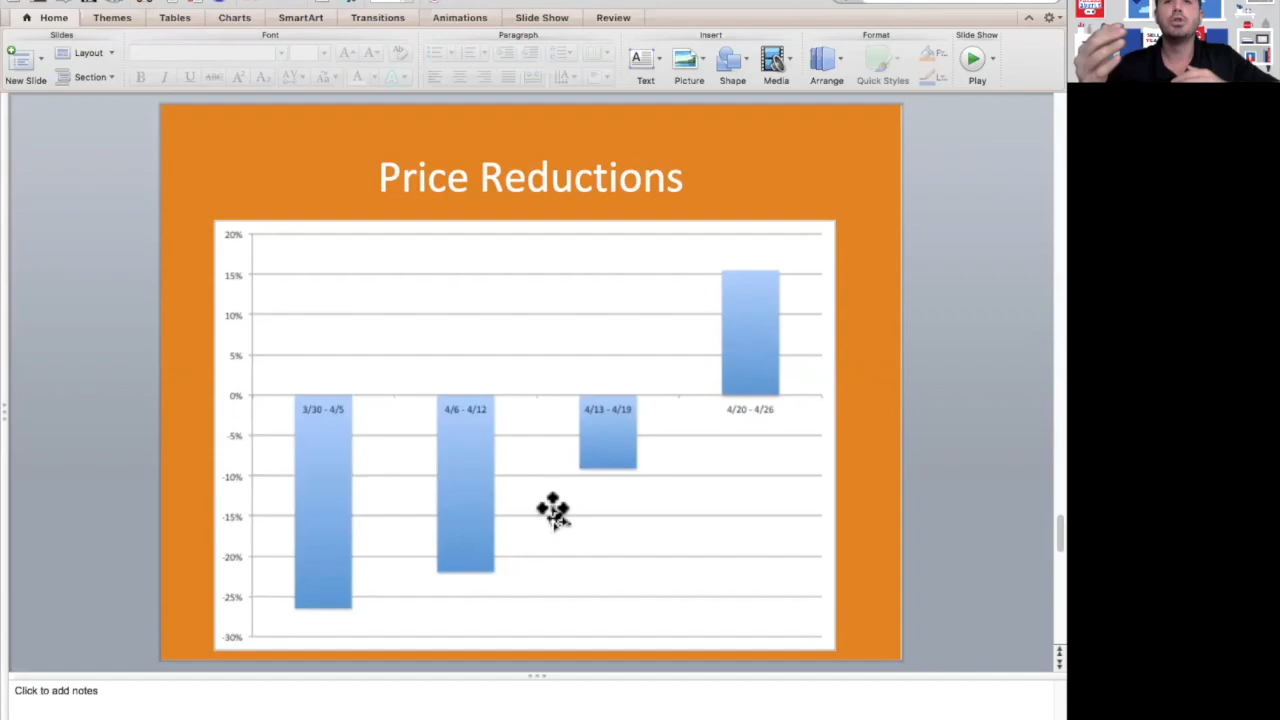 Home Themes Tables Charts SmartArt Transitions Animations Slide Show Review
Slides Font Paragraph Insert Format Slide Show
Layout
New Slide Section
Text Picture Shape Media Arrange Quick Styles Play
Price Reductions
20%
15%
10%
5%
0%
3/30 - 4/5 4/6 - 4/12 4/13 - 4/19 4/20 - 4/26
-5%
-10%
-15%
-20%
-25%
-30%
Click to add notes